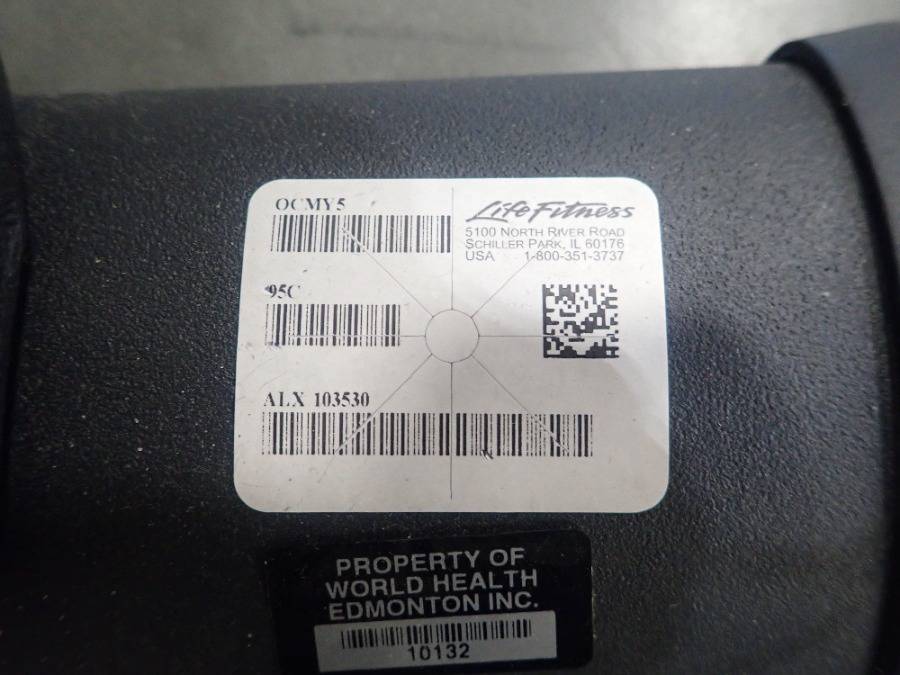 OCMY5
Life Fitness
5100 NORTH RIVER ROAD
SCHILLER PARK, IL 60176
USA 1-800-351-3737
95C
ALX 103530
PROPERTY OF
WORLD HEALTH
EDMONTON INC.
10132